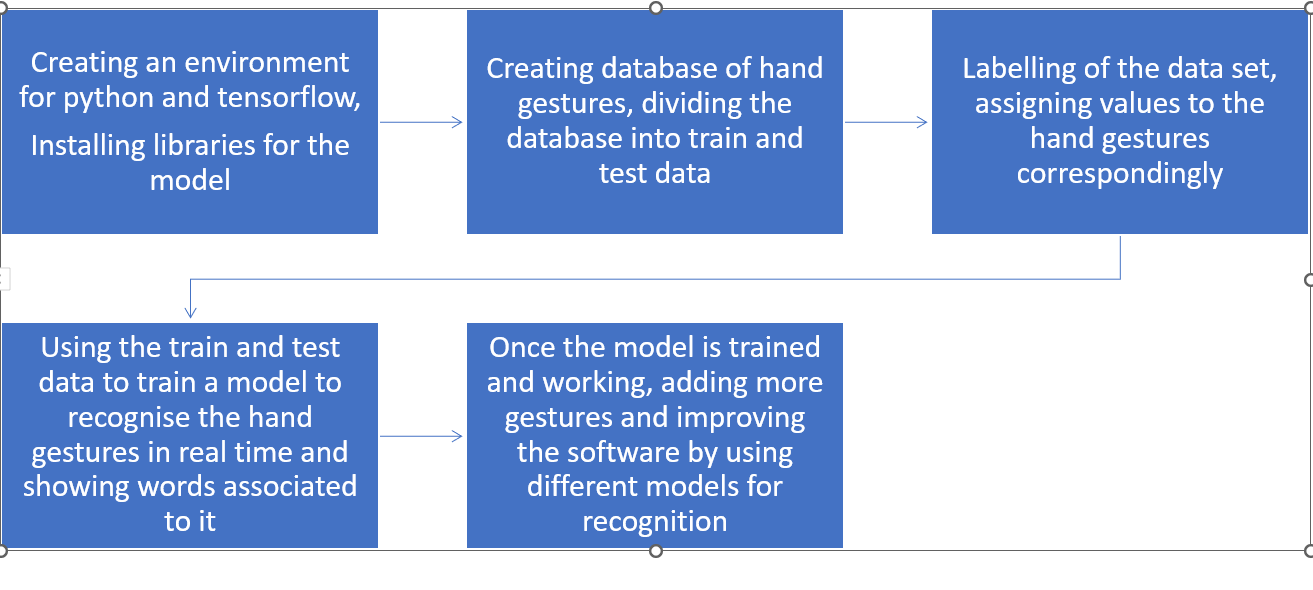 Creating an environment
for python and tensorflow,
Installing libraries for the
model
Creating database of hand
gestures, dividing the
database into train and
test data
Labelling of the data set,
assigning values to the
hand gestures
correspondingly
Using the train and test
data to train a model to
recognise the hand
gestures in real time and
showing words associated
to it
Once the model is trained
and working, adding more
gestures and improving
the software by using
different models for
recognition